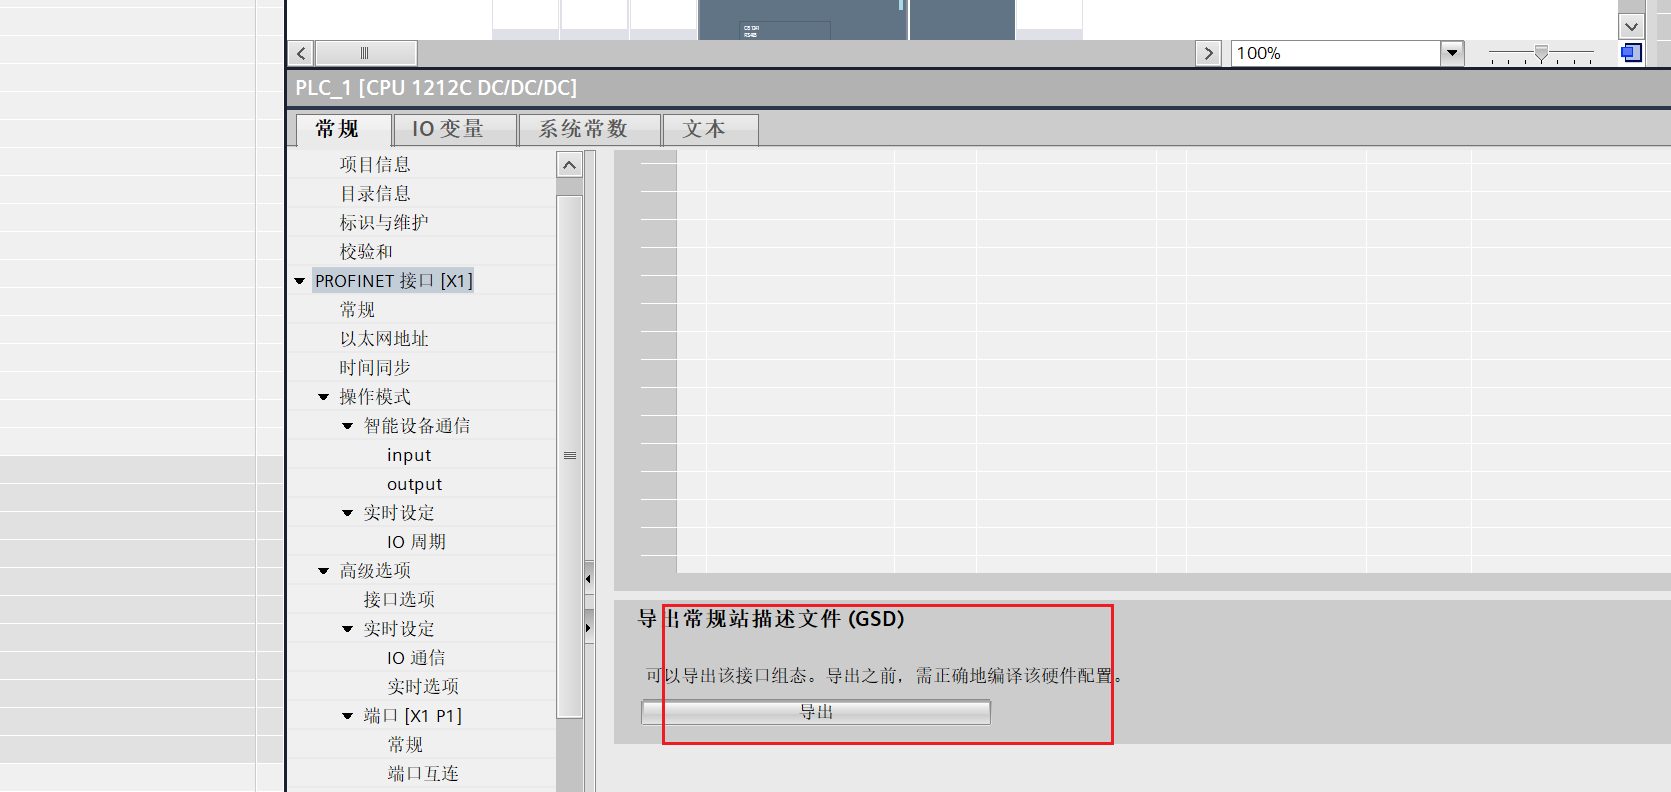 CB 1241
RS485
100%
PLC_1 [CPU 1212C DC/DC/DC]
常规
IO 变量
系统常数
文本
项目信息
目录信息
标识与维护
校验和
PROFINET 接口 [X1]
常规
以太网地址
时间同步
操作模式
智能设备通信
input
output
实时设定
IO 周期
高级选项
接口选项
实时设定
IO 通信
实时选项
端口 [X1 P1]
常规
端口互连
导出常规站描述文件 (GSD)
可以导出该接口组态。导出之前，需正确地编译该硬件配置。
导出